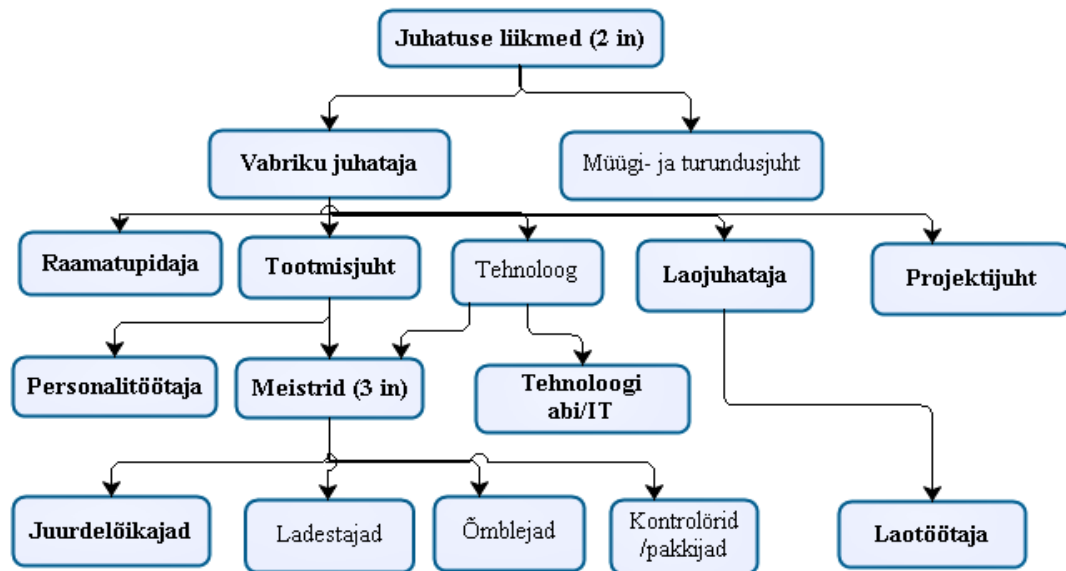 Juhatuse liikmed (2 in)
Vabriku juhataja
Müügi- ja turundusjuht
Raamatupidaja
Tootmisjuht
Tehnoloog
Laojuhataja
Projektijuht
Personalitöötaja
Meistrid (3 in)
Tehnoloogi
abi/IT
Juurdelõikajad
Ladestajad
Õmblejad
Kontrolörid
/pakkijad
Laotöötaja